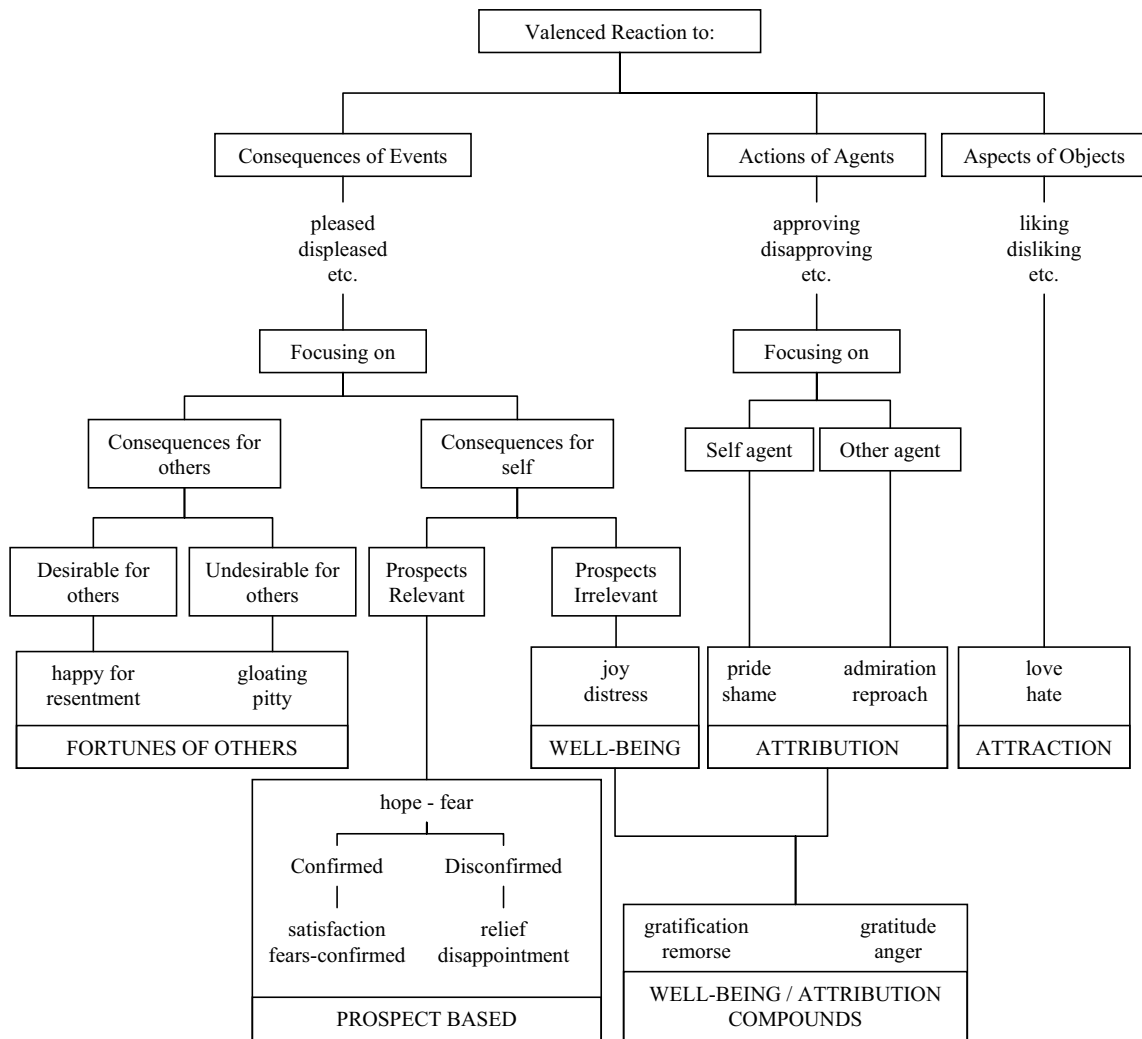 Valenced Reaction to:
Consequences of Events
Actions of Agents
Aspects of Objects
pleased
displeased
etc.
approving
disapproving
etc.
liking
disliking
etc.
Focusing on
Focusing on
Consequences for
others
Consequences for
self
Self agent
Other agent
Desirable for
others
Undesirable for
others
Prospects
Relevant
Prospects
Irrelevant
happy for
resentment
gloating
pitty
FORTUNES OF OTHERS
joy
distress
WELL-BEING
pride
shame
admiration
reproach
ATTRIBUTION
love
hate
ATTRACTION
hope - fear
Confirmed
Disconfirmed
satisfaction
fears-confirmed
relief
disappointment
PROSPECT BASED
gratification
remorse
gratitude
anger
WELL-BEING / ATTRIBUTION
COMPOUNDS